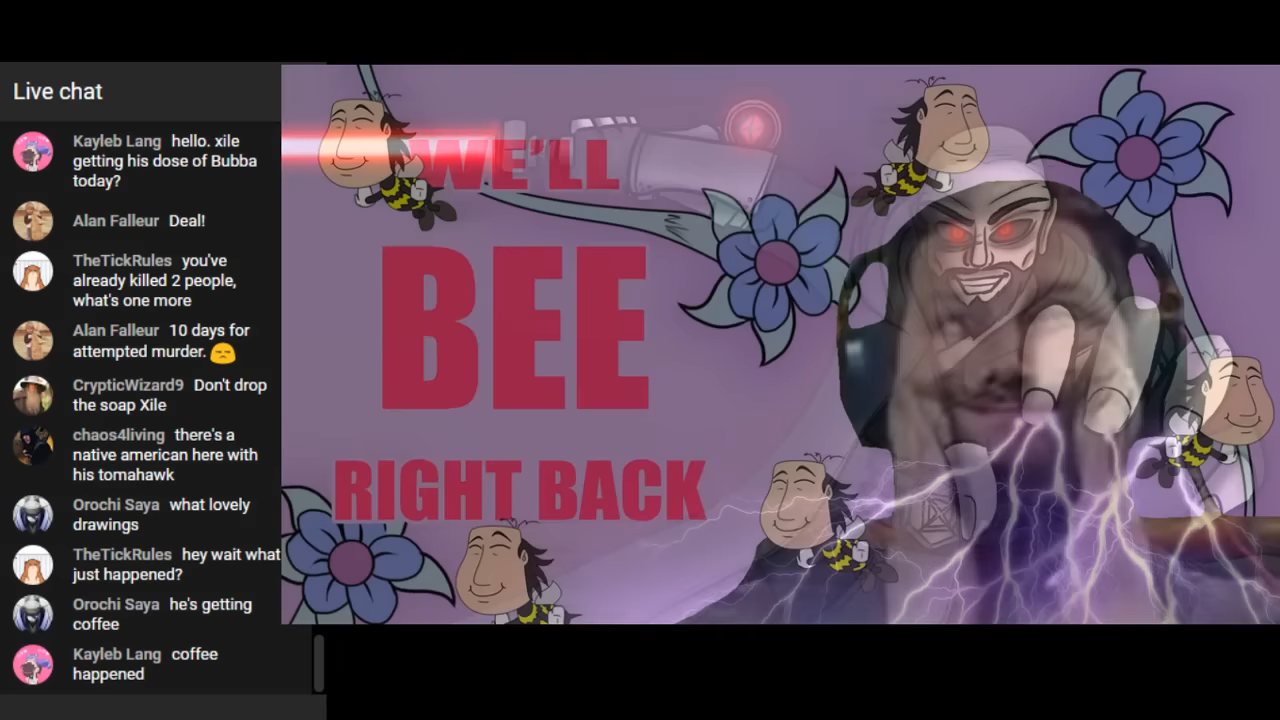 Live chat
Kayleb Lang hello. xile
getting his dose of Bubba
today?
Alan Falleur Deal!
TheTickRules you've
already killed 2 people,
what's one more
Alan Falleur 10 days for
attempted murder. 😒
CrypticWizard9 Don't drop
the soap Xile
chaos4living there's a
native american here with
his tomahawk
Orochi Saya what lovely
drawings
TheTickRules hey wait what
just happened?
Orochi Saya he's getting
coffee
Kayleb Lang coffee
happened
WE'LL
BEE
RIGHT BACK